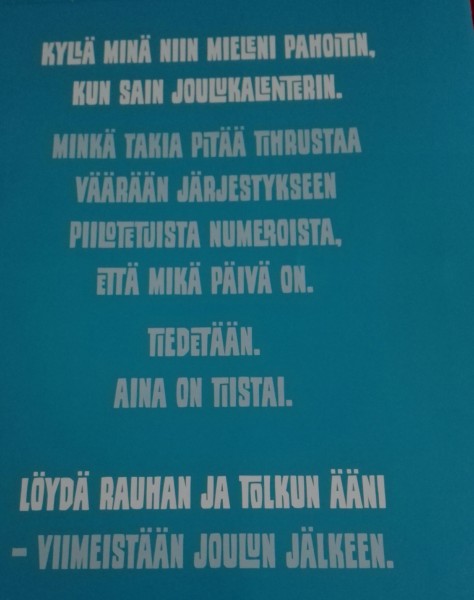 KYLLÄ MINÄ NIIN MIELENI PAHOITIN,
KUN SAIN JOULUKALENTERIN.
MINKÄ TAKIA PITÄÄ TIHRUSTAA
VÄÄRÄÄN JÄRJESTYKSEEN
PIILOTETUISTA NUMEROISTA,
ETTÄ MIKÄ PÄIVÄ ON.
TIEDETÄÄN.
AINA ON TIISTAI.
LÖYDÄ RAUHAN JA TOLKUN ÄÄNI
– VIIMEISTÄÄN JOULUN JÄLKEEN.